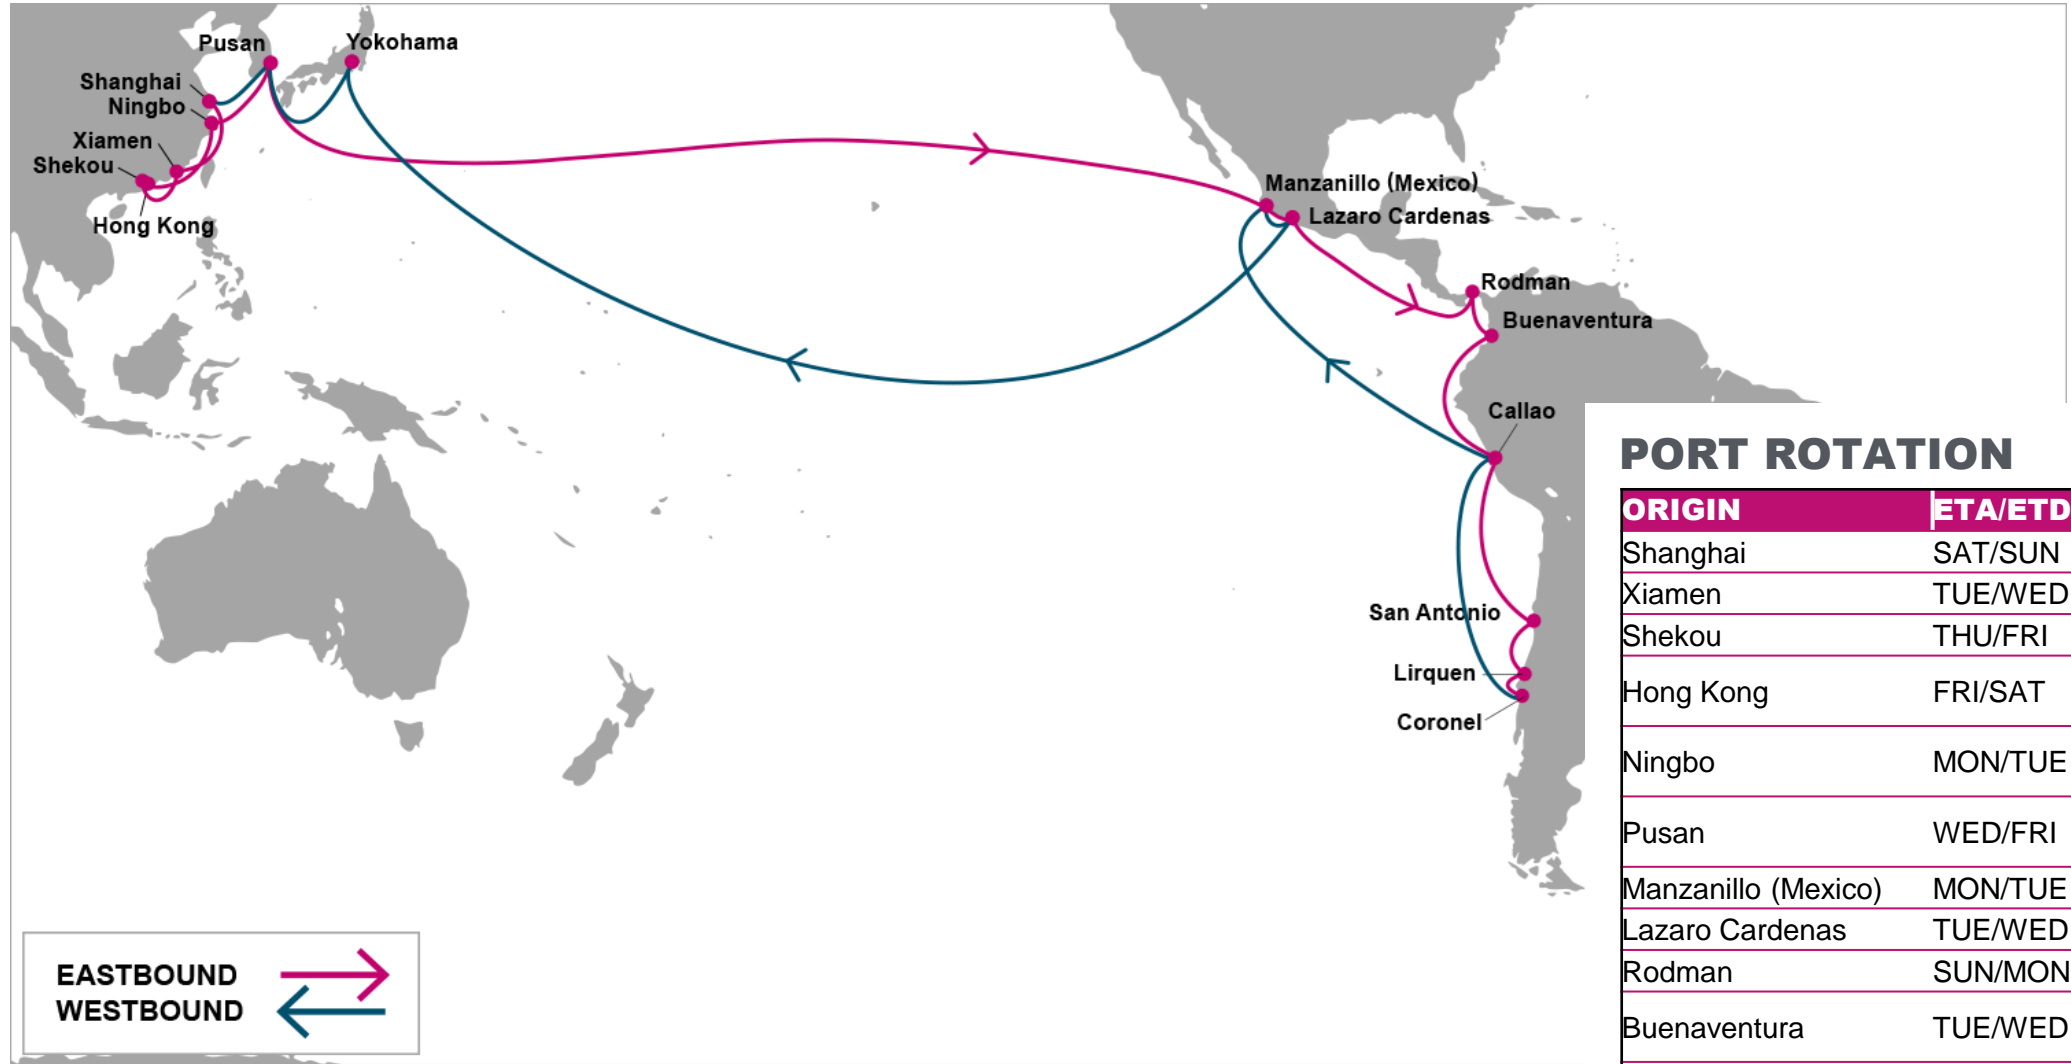 Pusan
Yokohama
Shanghai
Ningbo
Xiamen
Shekou
Hong Kong
Manzanillo (Mexico)
Lazaro Cardenas
Rodman
Buenaventura
Callao
San Antonio
Lirquen
Coronel
EASTBOUND
WESTBOUND
PORT ROTATION
ORIGIN ETA/ETD
Shanghai SAT/SUN
Xiamen TUE/WED
Shekou THU/FRI
Hong Kong FRI/SAT
Ningbo MON/TUE
Pusan WED/FRI
Manzanillo (Mexico) MON/TUE
Lazaro Cardenas TUE/WED
Rodman SUN/MON
Buenaventura TUE/WED